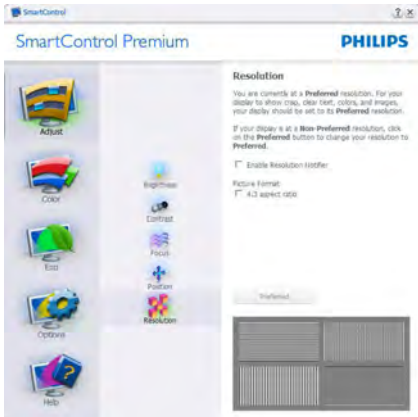 SmartControl
? ×
SmartControl Premium
PHILIPS
Adjust
Color
Eco
Options
Help
Brightness
Contrast
Focus
Position
Resolution
Resolution
You are currently at a Preferred resolution. For your
display to show crisp, clear text, colors, and images,
your display should be set to its Preferred resolution.
If your display is at a Non-Preferred resolution, click
on the Preferred button to change your resolution to
Preferred.
Enable Resolution Notifier
Picture Format
4:3 aspect ratio
Preferred